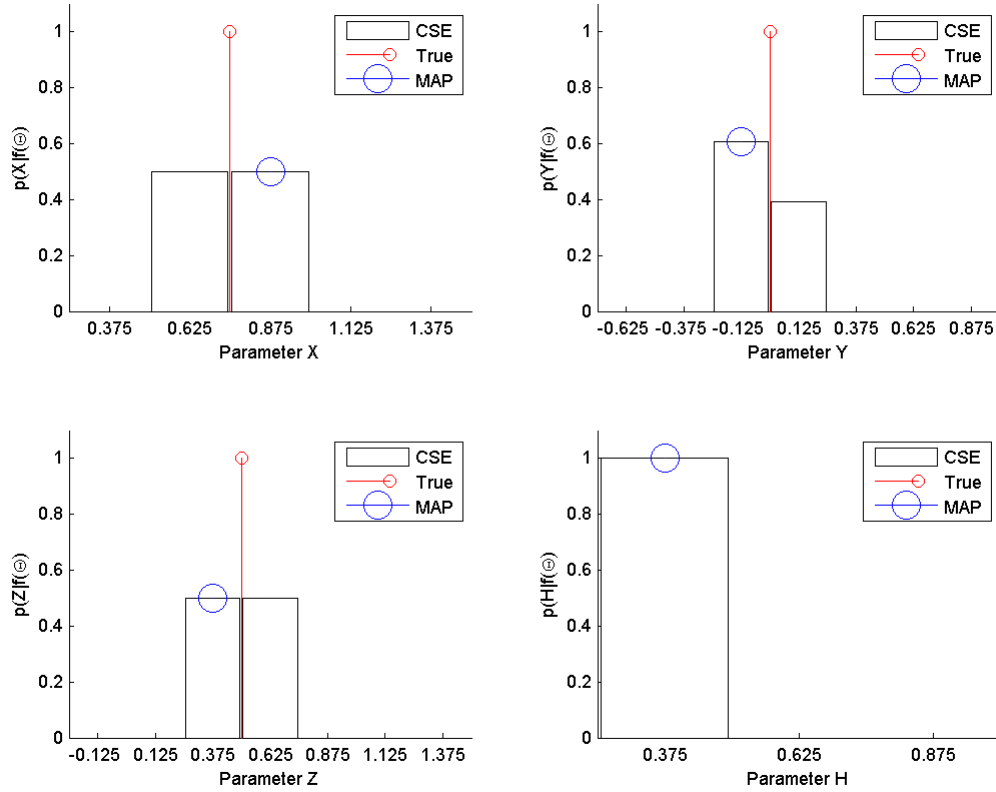 1
0.8
0.6
0.4
0.2
0
p(X|f(Θ)
0.375 0.625 0.875 1.125 1.375
Parameter X
CSE
True
MAP
1
0.8
0.6
0.4
0.2
0
p(Y|f(Θ)
-0.625 -0.375 -0.125 0.125 0.375 0.625 0.875
Parameter Y
CSE
True
MAP
1
0.8
0.6
0.4
0.2
0
p(Z|f(Θ)
-0.125 0.125 0.375 0.625 0.875 1.125 1.375
Parameter Z
CSE
True
MAP
1
0.8
0.6
0.4
0.2
0
p(H|f(Θ)
0.375 0.625 0.875
Parameter H
CSE
True
MAP